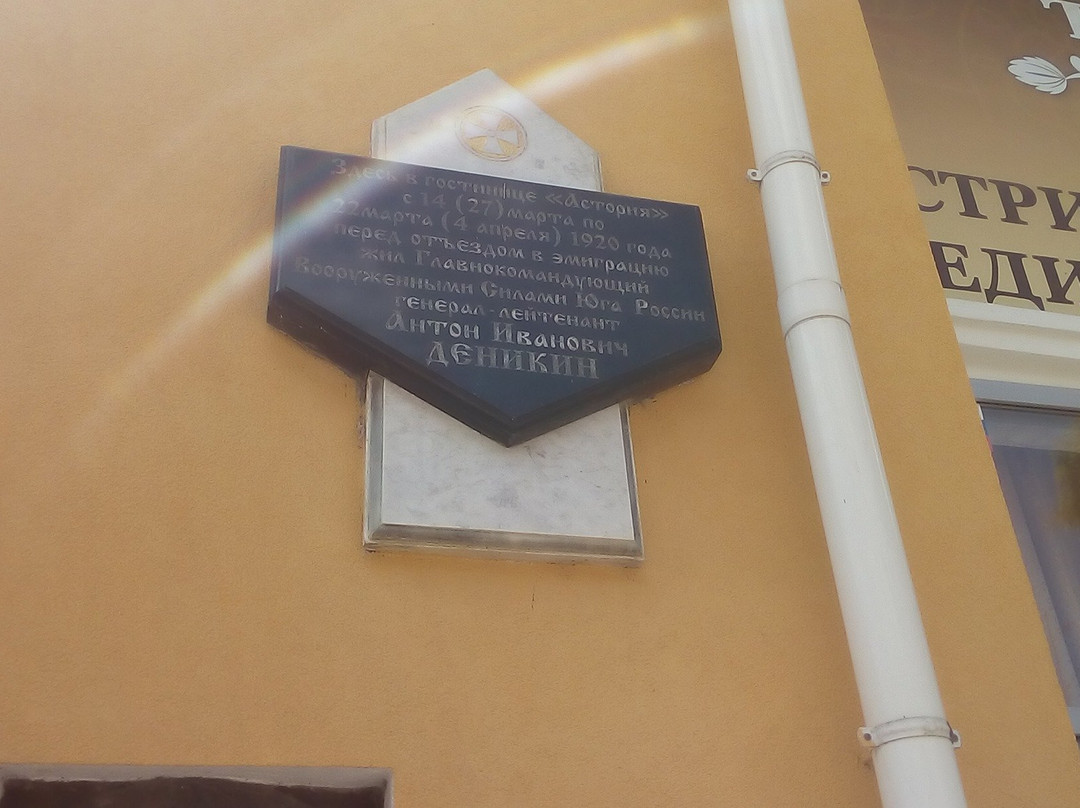 Здесь в гостинице «Астория»
с 14 (27) марта по
22марта (4 апреля) 1920 года
перед отъездом в эмиграцию
жил Главнокомандующий
Вооруженными Силами Юга России
генерал-лейтенант
Антон Иванович
ДЕНИКИН
СТРИ
ЕДИ